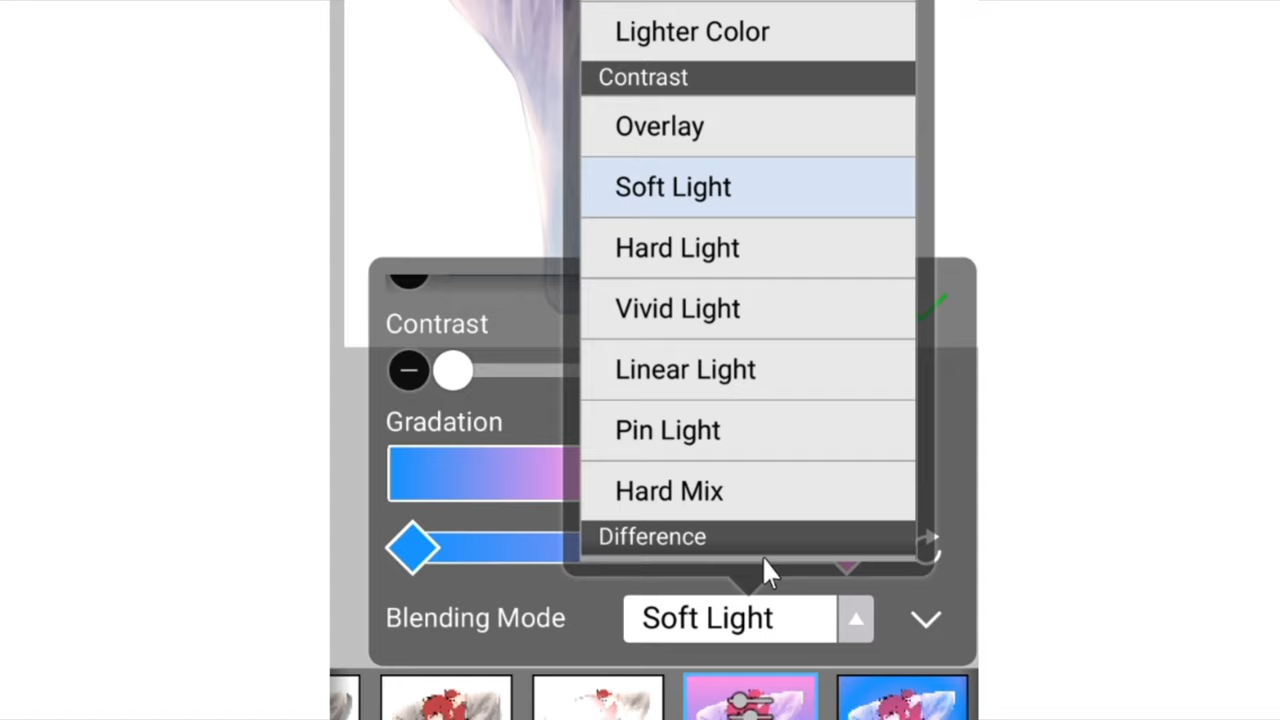 Lighter Color
Contrast
Overlay
Soft Light
Hard Light
Vivid Light
Linear Light
Pin Light
Hard Mix
Difference
Contrast
Gradation
Blending Mode
Soft Light